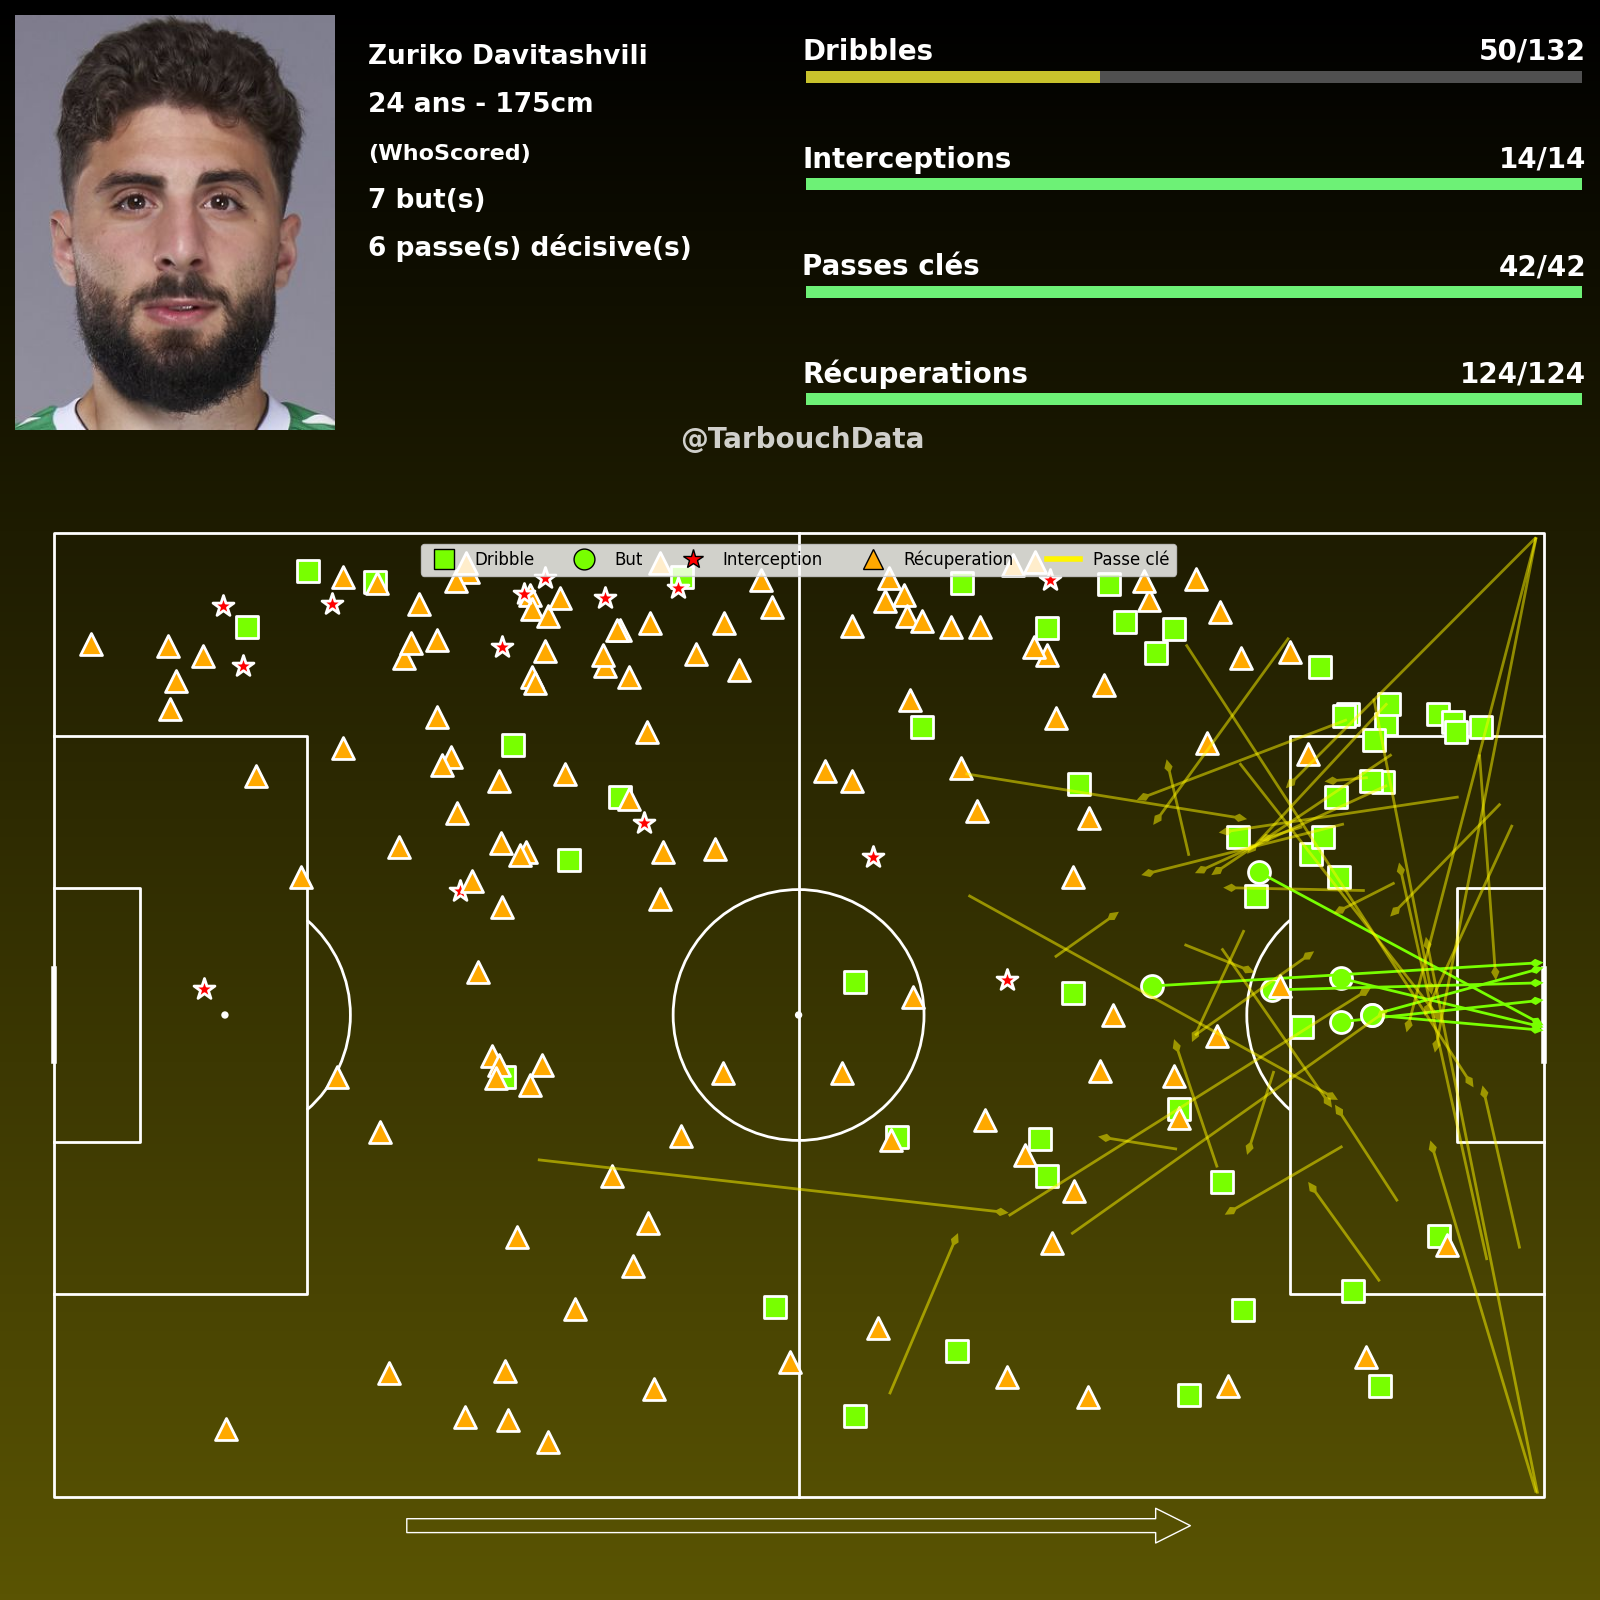 Zuriko Davitashvili
24 ans - 175cm
(WhoScored)
7 but(s)
6 passe(s) décisive(s)
Dribbles 50/132
Interceptions 14/14
Passes clés 42/42
Récuperations 124/124
@TarbouchData
Dribble But Interception Récuperation Passe clé